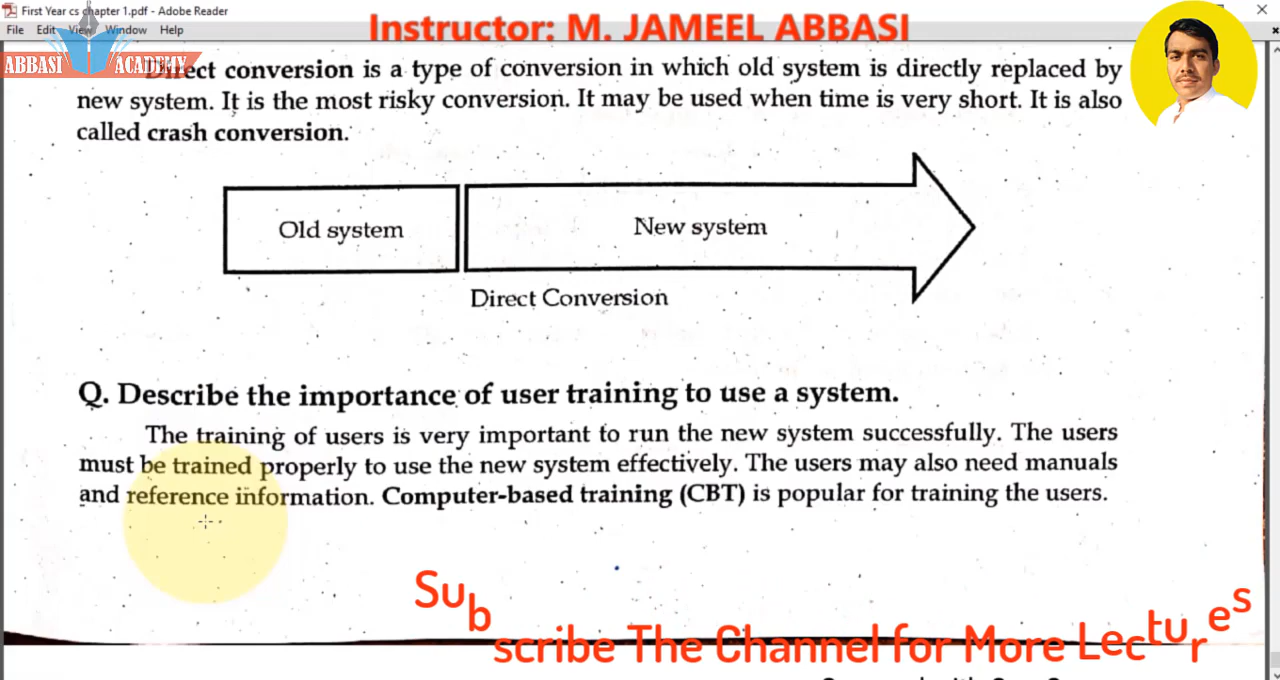 First Year cs chapter 1.pdf - Adobe Reader
Instructor: M. JAMEEL ABBASI
File Edit View Window Help
ABBASI ACADEMY
Direct conversion is a type of conversion in which old system is directly replaced by
new system. It is the most risky conversion. It may be used when time is very short. It is also
called crash conversion.
Old system
New system
Direct Conversion
Q. Describe the importance of user training to use a system.
The training of users is very important to run the new system successfully. The users
must be trained properly to use the new system effectively. The users may also need manuals
and reference information. Computer-based training (CBT) is popular for training the users.
Subscribe The Channel for More Lectures